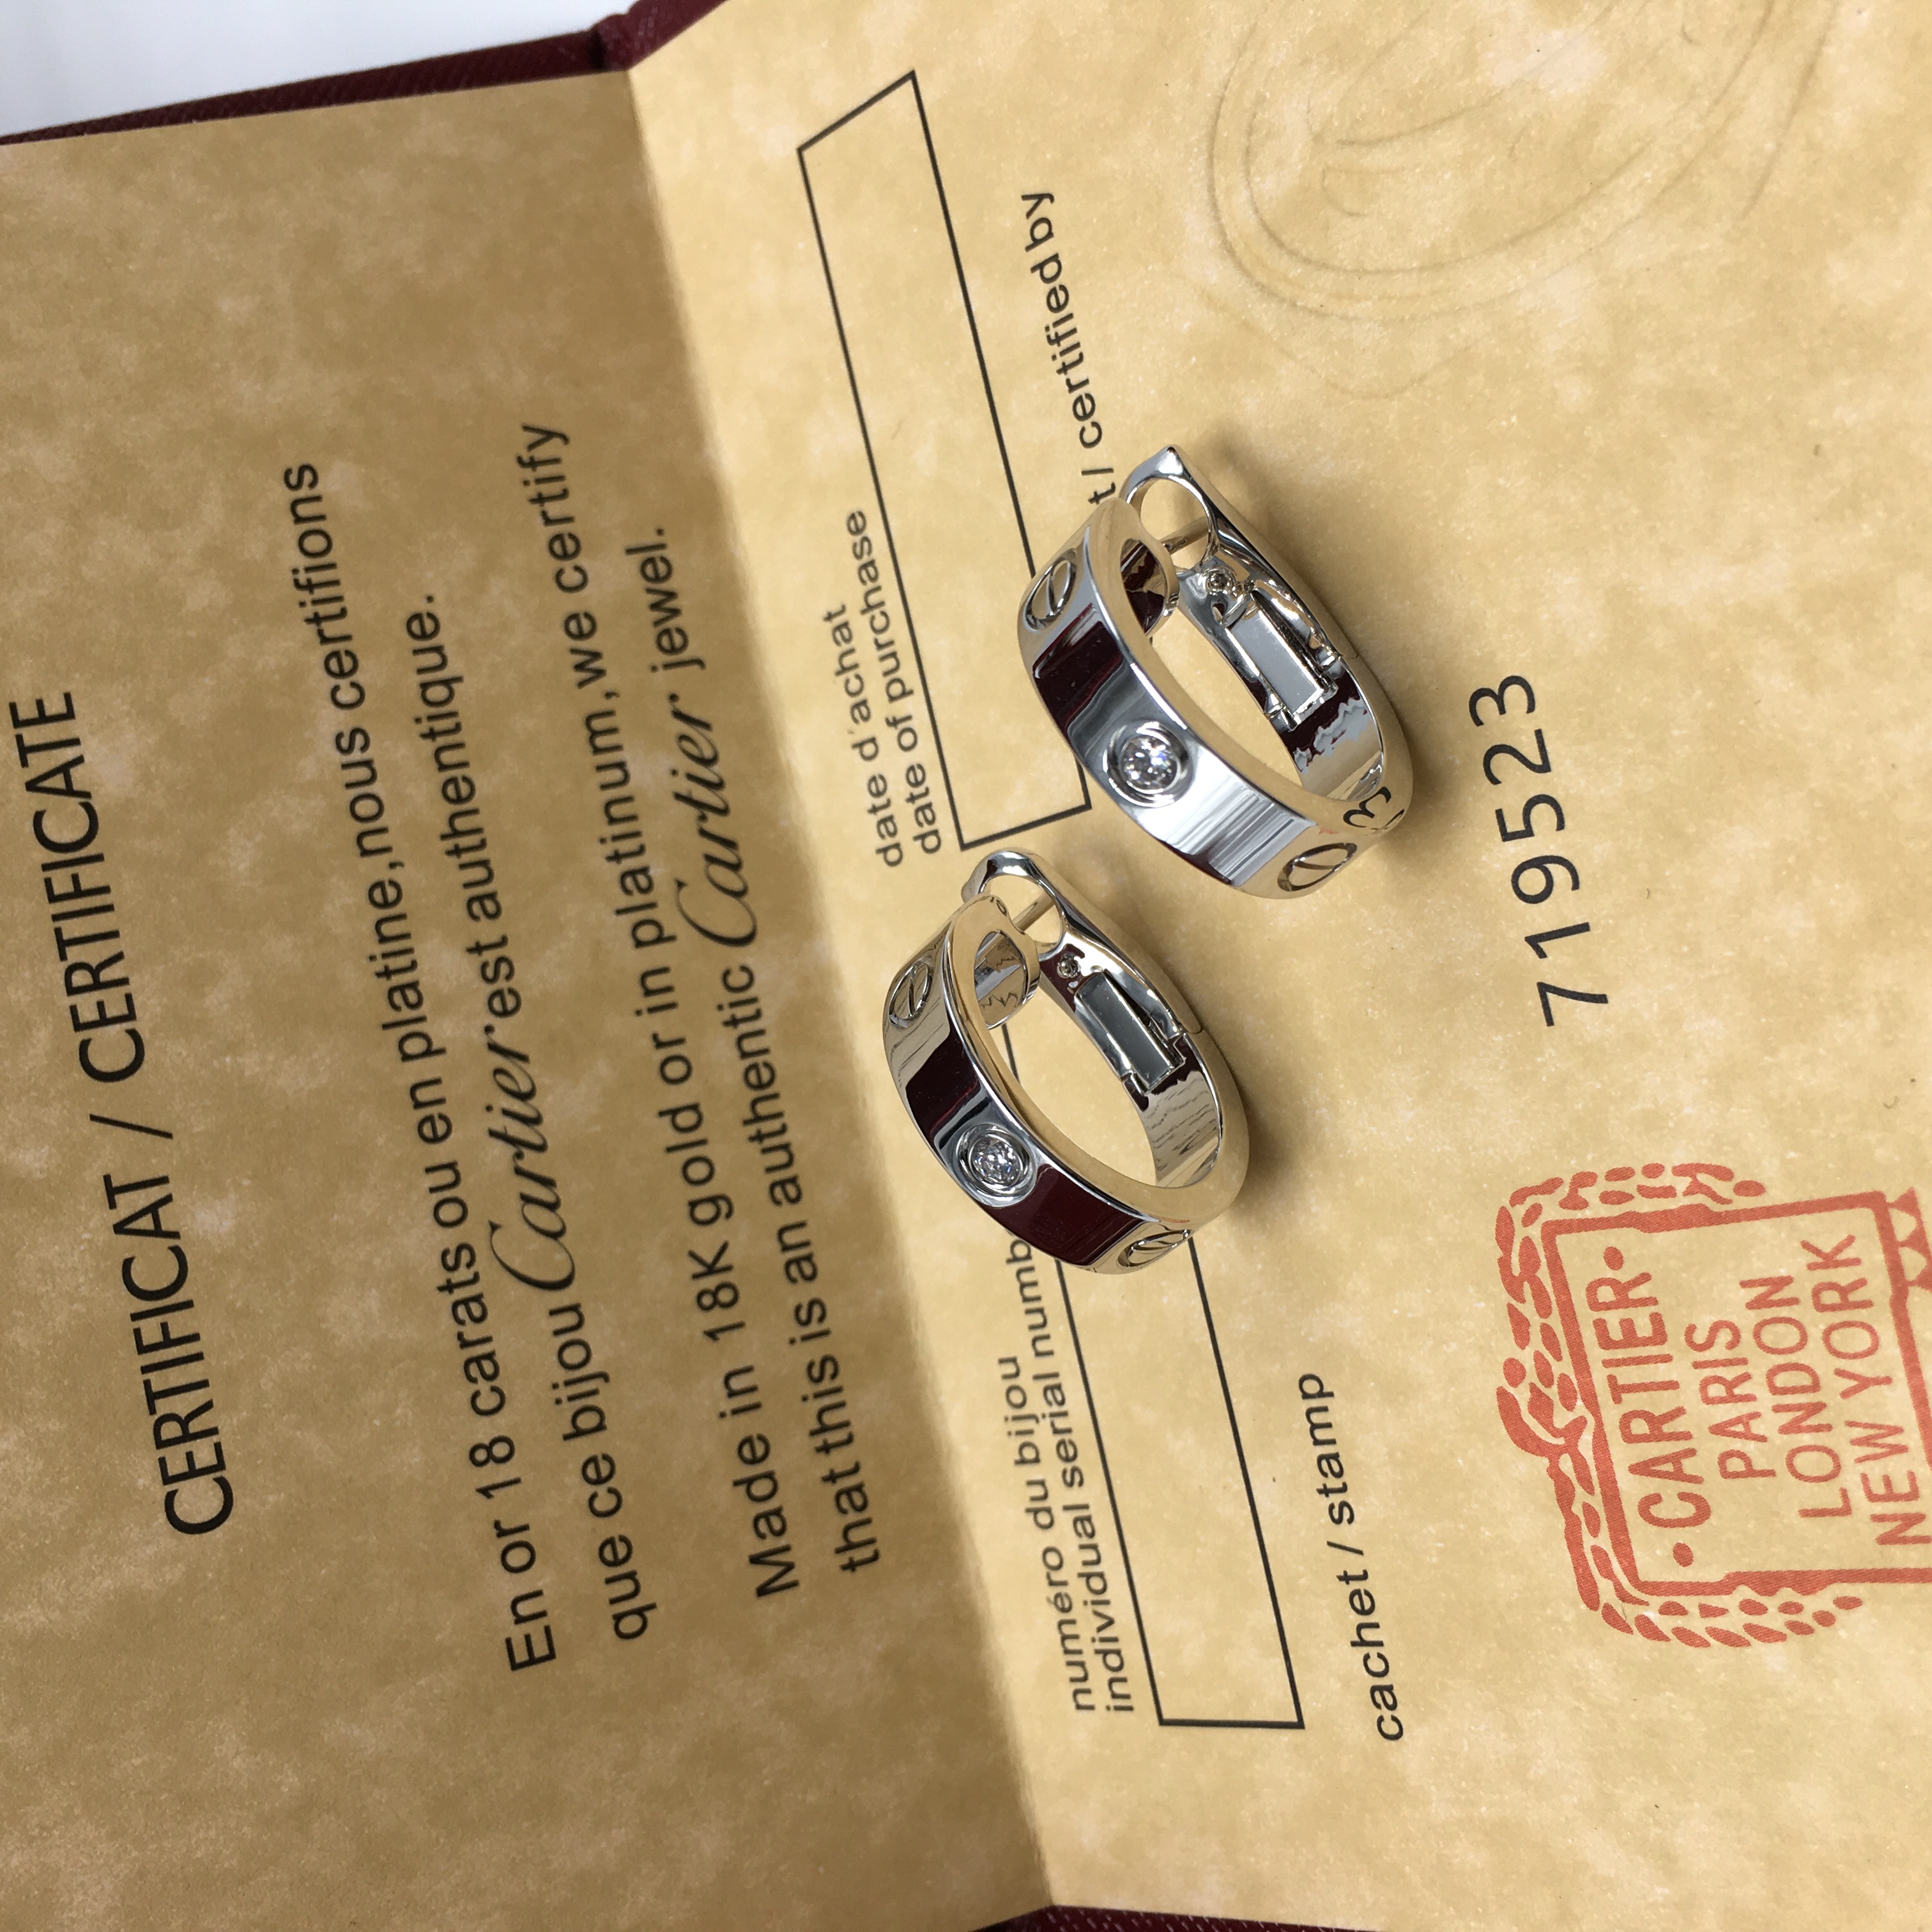 CERTIFICAT / CERTIFICATE
En or 18 carats ou en platine,nous certifions
que ce bijou Cartier est authentique.
Made in 18K gold or in platinum,we certify
that this is an authentic Cartier jewel.
date d'achat
date of purchase
numéro du bijou
individual serial numb
t / certified by
cachet / stamp
719523
·CARTIER·
PARIS
LONDON
NEW YORK